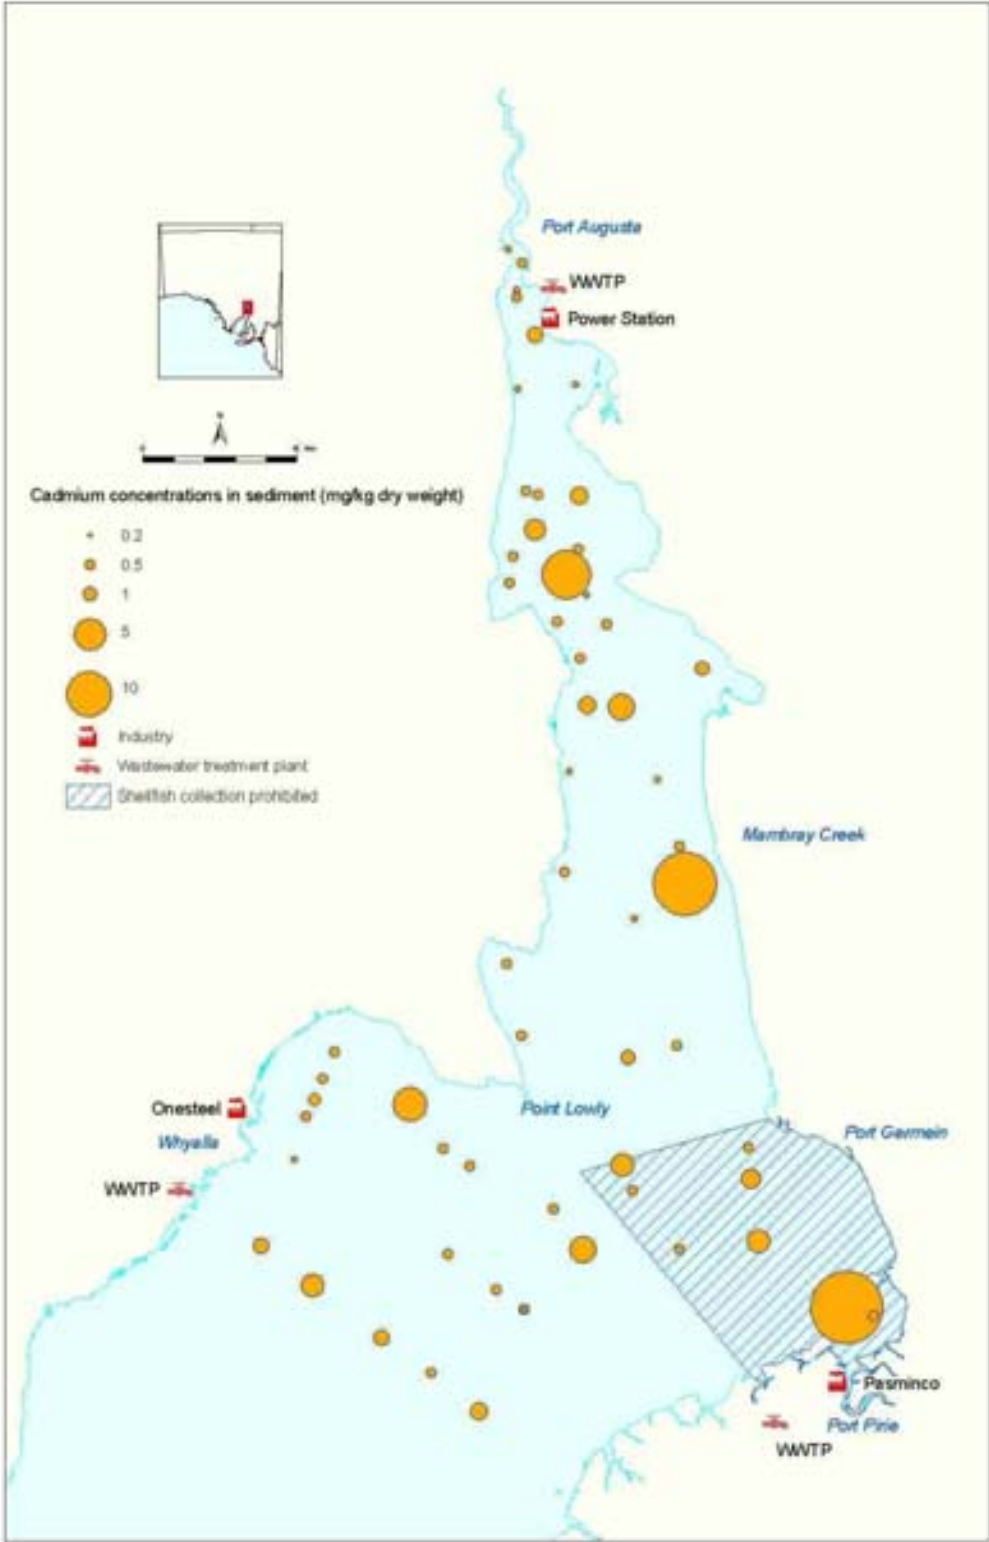 Port Augusta
WWTP
Power Station
Cadmium concentrations in sediment (mg/kg dry weight)
0.2
0.5
1
5
10
Industry
Wastewater treatment plant
Shellfish collection prohibited
Mambray Creek
Onesteel
Point Lowly
Whyalla
Port Germein
WWTP
Pasminco
Port Pirie
WWTP